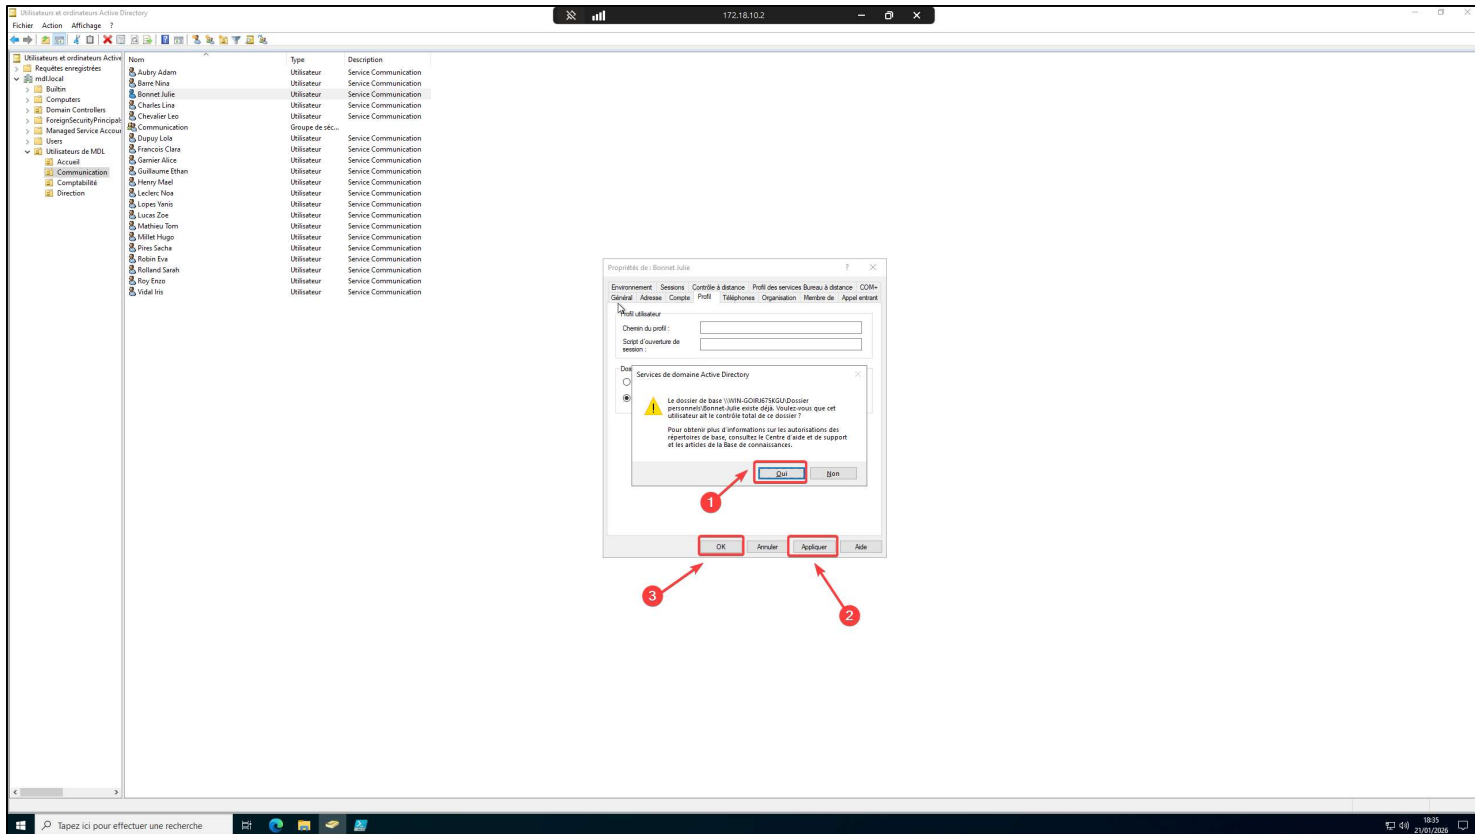 Utilisateurs et ordinateurs Active Directory
172.18.10.2
Fichier Action Affichage ?
Utilisateurs et ordinateurs Active
Requêtes enregistrées
mdl.local
Builtin
Computers
Domain Controllers
ForeignSecurityPrincipals
Managed Service Accoun
Users
Utilisateurs de MDL
Accueil
Communication
Comptabilité
Direction
Nom Type Description
Aubry Adam Utilisateur Service Communication
Barre Nina Utilisateur Service Communication
Bonnet Julie Utilisateur Service Communication
Charles Lina Utilisateur Service Communication
Chevalier Leo Utilisateur Service Communication
Communication Groupe de séc...
Dupuy Lola Utilisateur Service Communication
Francois Clara Utilisateur Service Communication
Garnier Alice Utilisateur Service Communication
Guillaume Ethan Utilisateur Service Communication
Henry Mael Utilisateur Service Communication
Leclerc Noa Utilisateur Service Communication
Lopes Yanis Utilisateur Service Communication
Lucas Zoe Utilisateur Service Communication
Mathieu Tom Utilisateur Service Communication
Millet Hugo Utilisateur Service Communication
Pires Sacha Utilisateur Service Communication
Robin Eva Utilisateur Service Communication
Rolland Sarah Utilisateur Service Communication
Roy Enzo Utilisateur Service Communication
Vidal Iris Utilisateur Service Communication
Propriétés de : Bonnet Julie ?
Environnement Sessions Contrôle à distance Profil des services Bureau à distance COM+
Général Adresse Compte Profil Téléphones Organisation Membre de Appel entrant
Profil utilisateur
Chemin du profil :
Script d'ouverture de
session :
Dos
Services de domaine Active Directory
Le dossier de base \\WIN-GOIRJ675KGU\Dossier
personnels\Bonnet-Julie existe déjà. Voulez-vous que cet
utilisateur ait le contrôle total de ce dossier ?
Pour obtenir plus d'informations sur les autorisations des
répertoires de base, consultez le Centre d'aide et de support
et les articles de la Base de connaissances.
Oui Non
1
OK Annuler Appliquer Aide
3
2
Tapez ici pour effectuer une recherche
18:35
21/01/2026